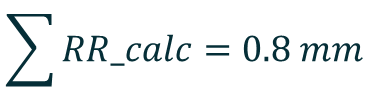 ∑ RR_calc = 0.8 mm